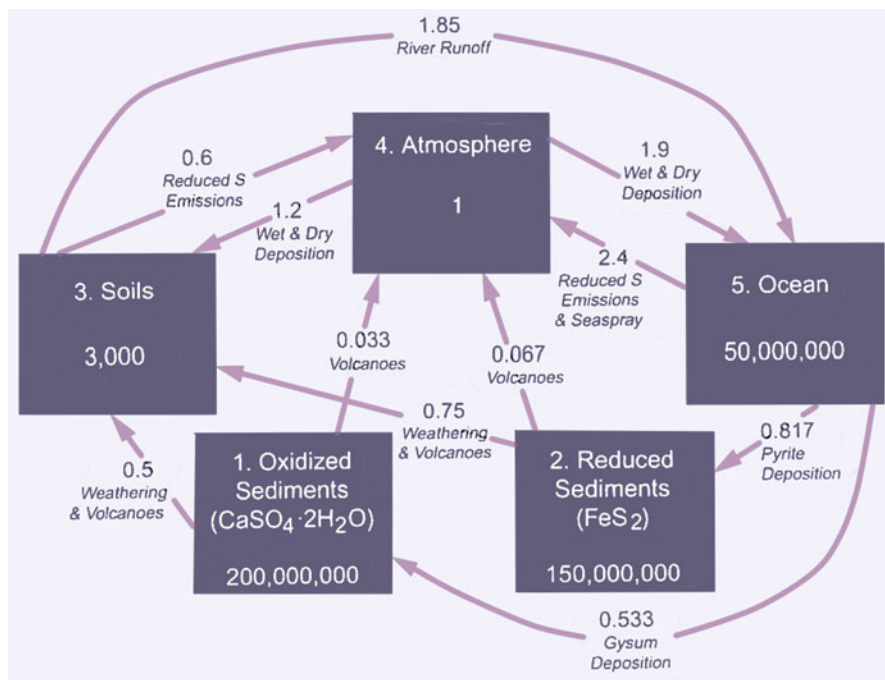 1.85
River Runoff
4. Atmosphere
1
0.6
Reduced S
Emissions
1.9
Wet & Dry
Deposition
1.2
Wet & Dry
Deposition
2.4
Reduced S
Emissions
& Seaspray
3. Soils
3,000
5. Ocean
50,000,000
0.033
Volcanoes
0.067
Volcanoes
0.75
Weathering
& Volcanoes
0.817
Pyrite
Deposition
0.5
Weathering
& Volcanoes
1. Oxidized
Sediments
(CaSO₄·2H₂O)
200,000,000
2. Reduced
Sediments
(FeS₂)
150,000,000
0.533
Gysum
Deposition